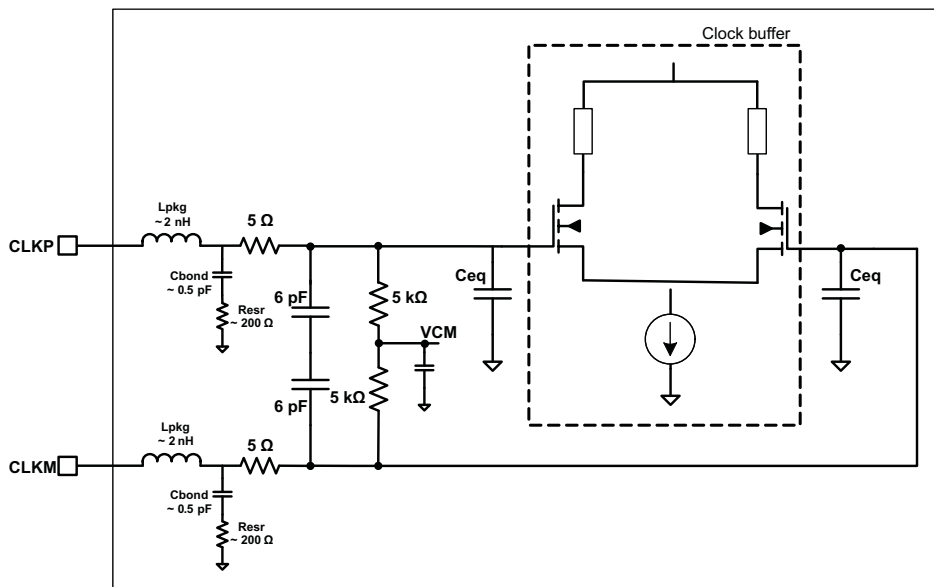 Clock buffer
Lpkg
~ 2 nH
5 Ω
CLKP
Cbond
~ 0.5 pF
Resr
~ 200 Ω
6 pF
5 kΩ
Ceq
Ceq
VCM
6 pF
5 kΩ
Lpkg
~ 2 nH
5 Ω
CLKM
Cbond
~ 0.5 pF
Resr
~ 200 Ω